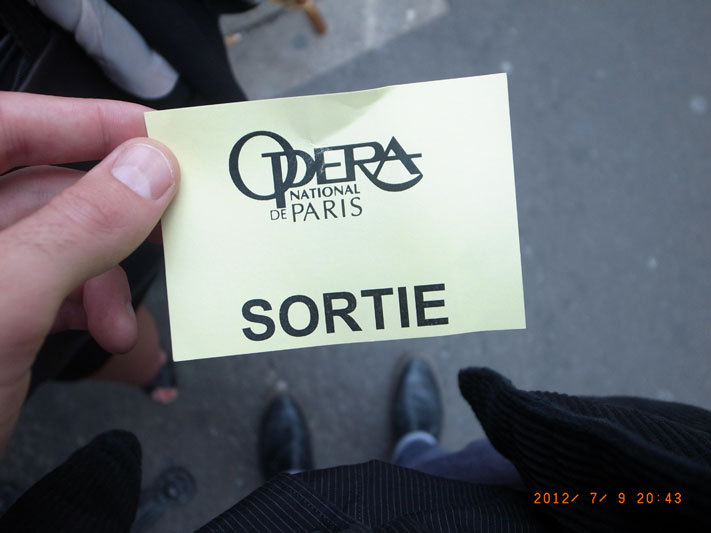 OPERA
NATIONAL
DE PARIS
SORTIE
2012/ 7/ 9 20:43